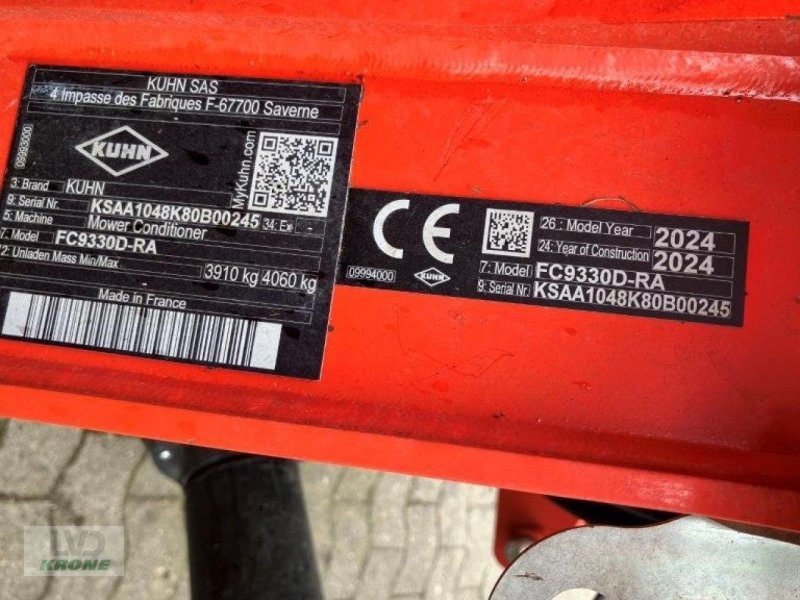 KUHN SAS
4 Impasse des Fabriques F-67700 Saverne
09993000
KUHN
MyKuhn.com
3: Brand KUHN
9: Serial Nr. KSAA1048K80B00245 34: Ex -
5: Machine Mower Conditioner
7: Model FC9330D-RA
12: Unladen Mass Min/Max 3910 kg 4060 kg
Made in France
CE
09994000
KUHN
26: Model Year 2024
24: Year of Construction 2024
7: Model FC9330D-RA
9: Serial Nr. KSAA1048K80B00245
LVD
KRONE